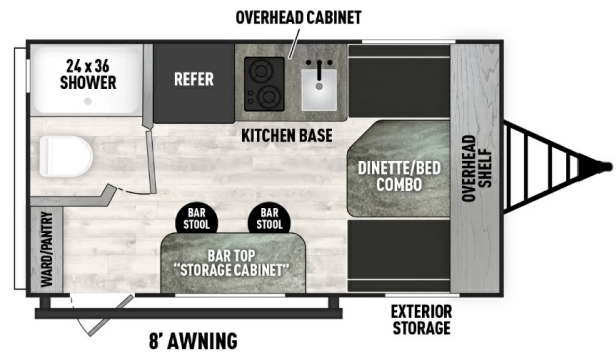 OVERHEAD CABINET
24 x 36
SHOWER
REFER
KITCHEN BASE
DINETTE/BED
COMBO
OVERHEAD
SHELF
BAR
STOOL
BAR
STOOL
WARD/PANTRY
BAR TOP
“STORAGE CABINET”
EXTERIOR
STORAGE
8’ AWNING